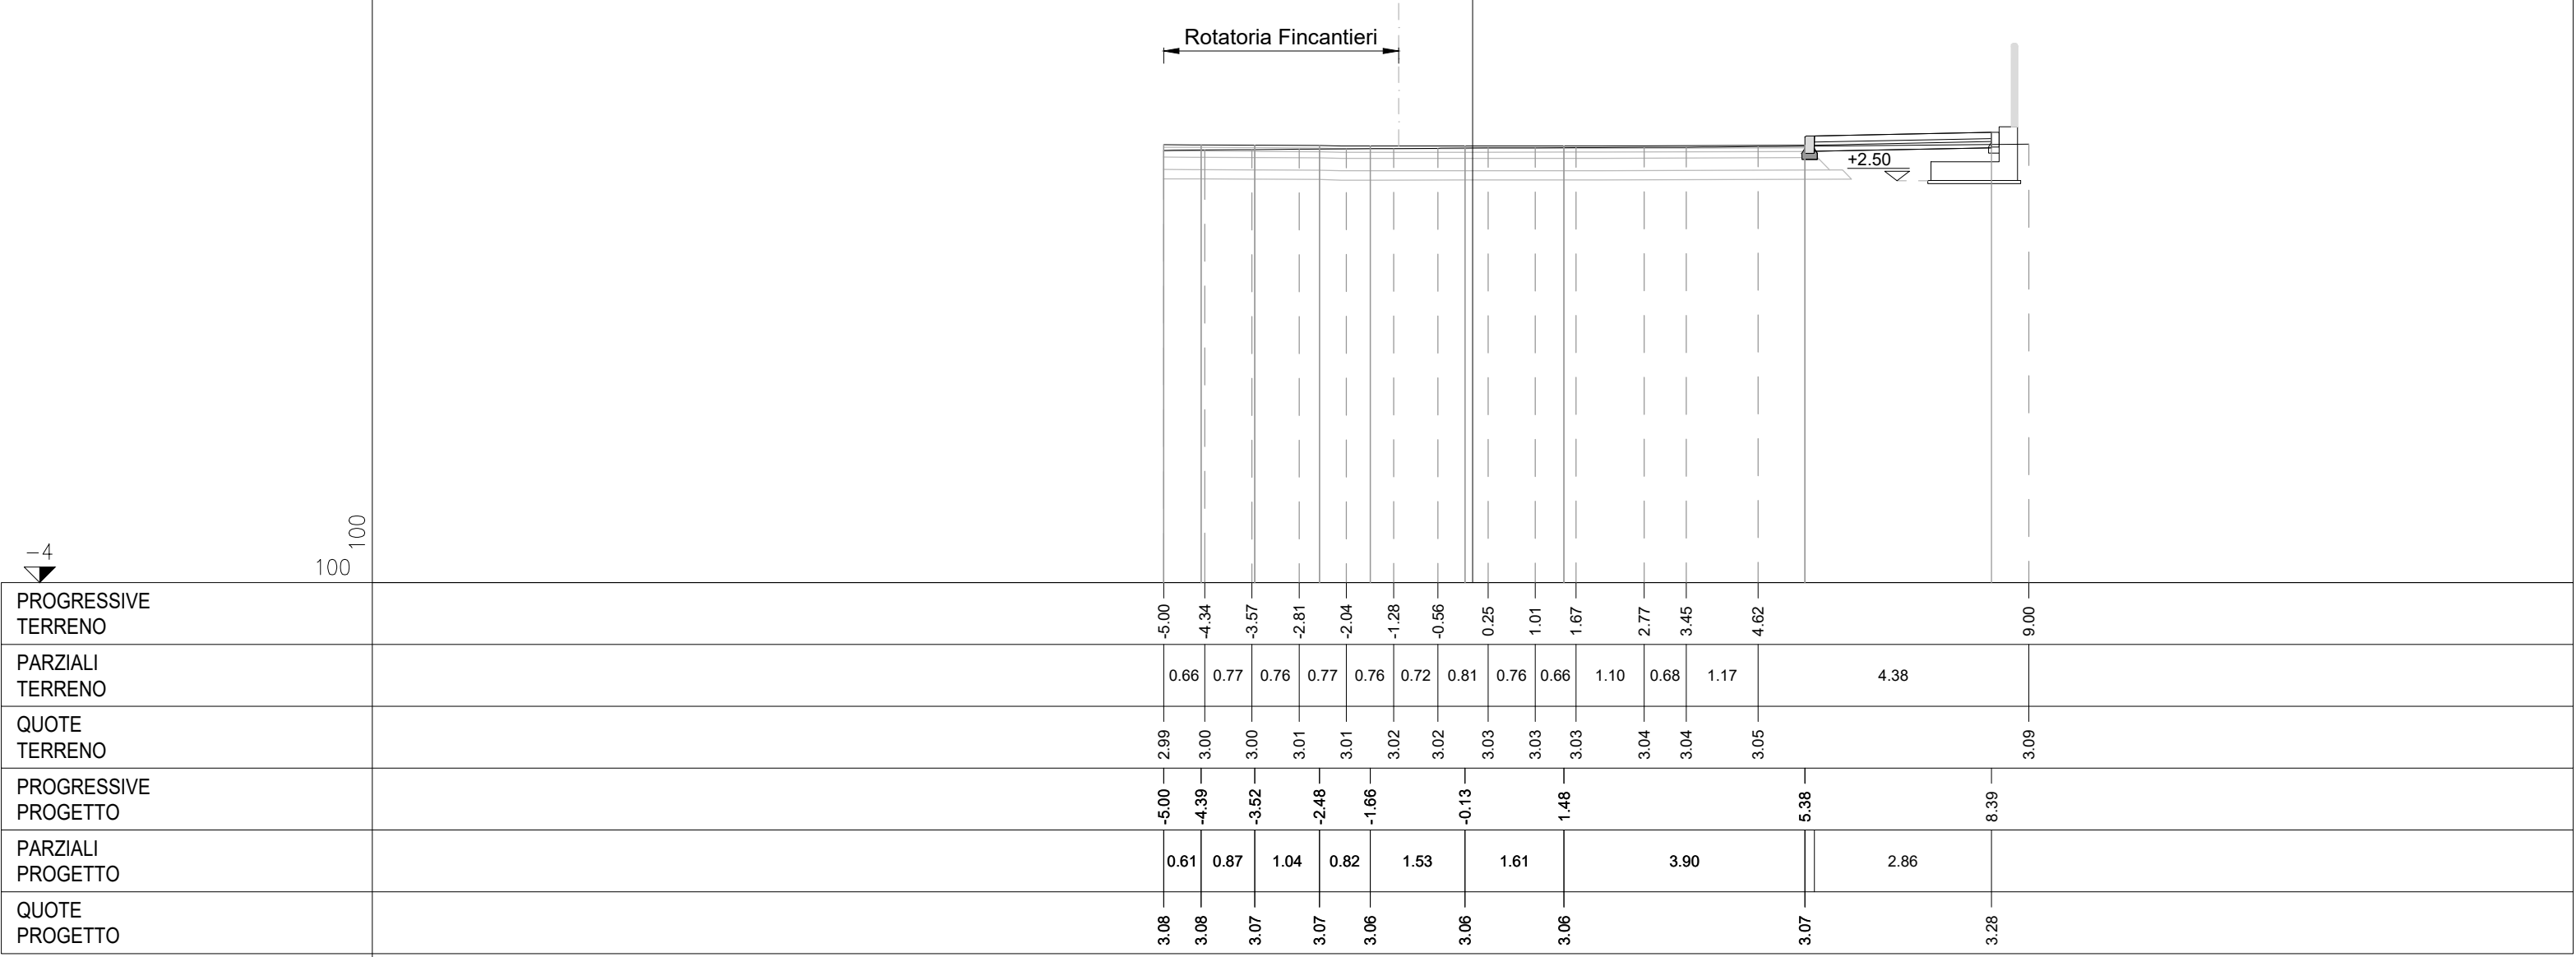 Rotatoria Fincantieri
+2.50
-4
100
100
PROGRESSIVE
TERRENO
-5.00 -4.34 -3.57 -2.81 -2.04 -1.28 -0.56 0.25 1.01 1.67 2.77 3.45 4.62 9.00
PARZIALI
TERRENO
0.66 0.77 0.76 0.77 0.76 0.72 0.81 0.76 0.66 1.10 0.68 1.17 4.38
QUOTE
TERRENO
2.99 3.00 3.00 3.01 3.01 3.02 3.02 3.03 3.03 3.03 3.04 3.04 3.05 3.09
PROGRESSIVE
PROGETTO
-5.00 -4.39 -3.52 -2.48 -1.66 -0.13 1.48 5.38 8.39
PARZIALI
PROGETTO
0.61 0.87 1.04 0.82 1.53 1.61 3.90 2.86
QUOTE
PROGETTO
3.08 3.08 3.07 3.07 3.06 3.06 3.06 3.07 3.28